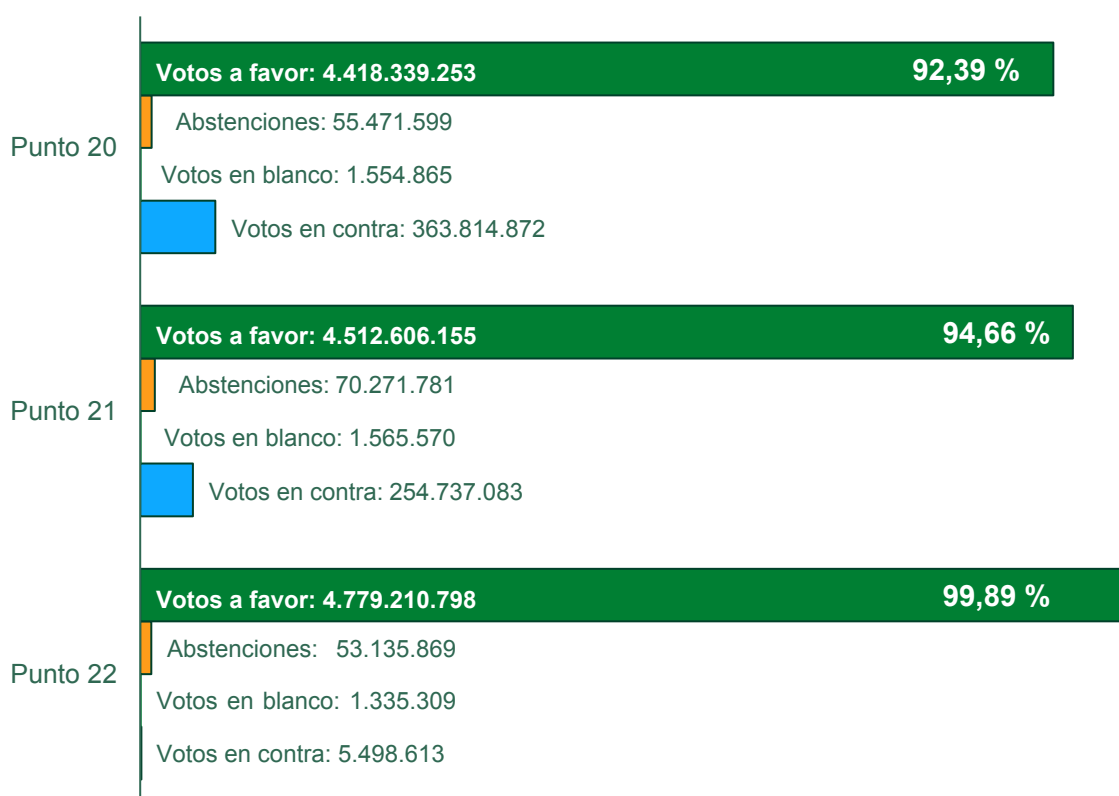 Votos a favor: 4.418.339.253 92,39 %
Abstenciones: 55.471.599
Punto 20
Votos en blanco: 1.554.865
Votos en contra: 363.814.872
Votos a favor: 4.512.606.155 94,66 %
Abstenciones: 70.271.781
Punto 21
Votos en blanco: 1.565.570
Votos en contra: 254.737.083
Votos a favor: 4.779.210.798 99,89 %
Abstenciones: 53.135.869
Punto 22
Votos en blanco: 1.335.309
Votos en contra: 5.498.613